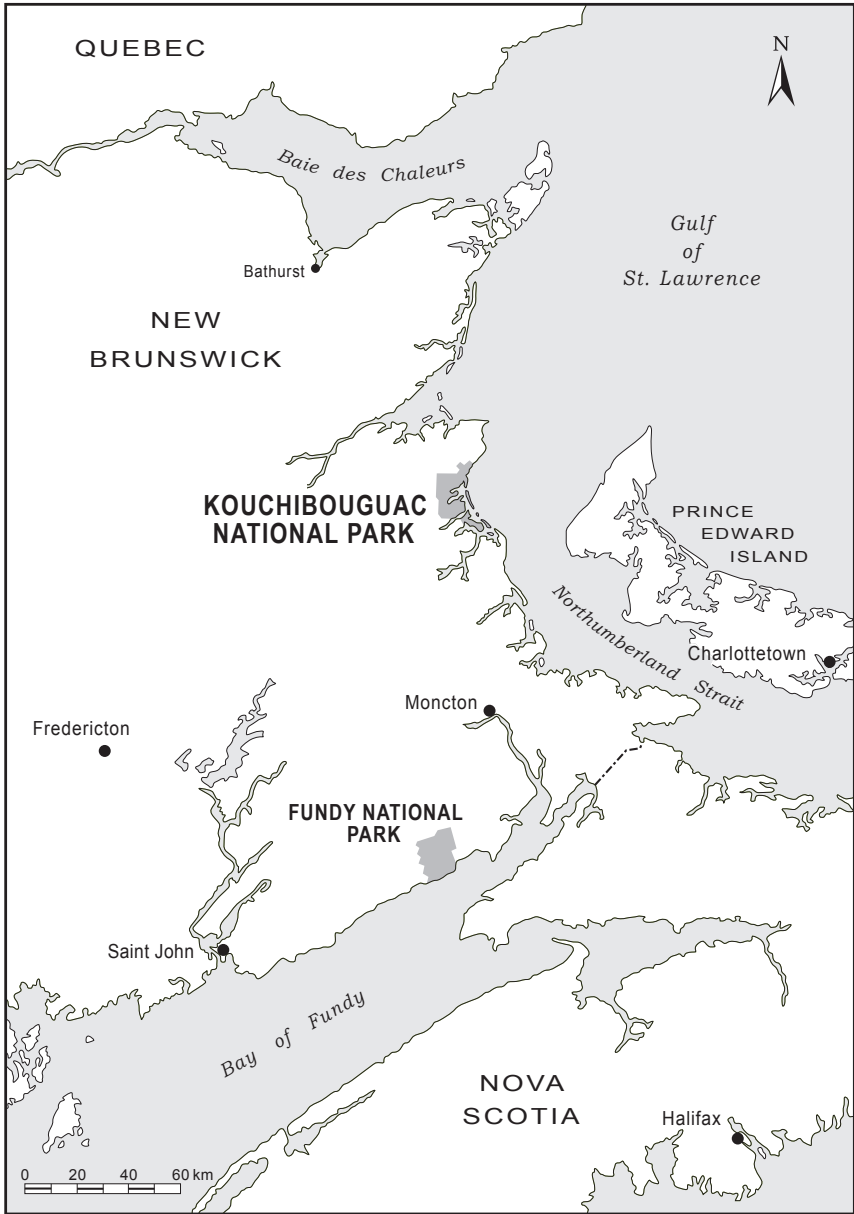 QUEBEC
N
Baie des Chaleurs
Gulf
of
St. Lawrence
Bathurst
NEW
BRUNSWICK
KOUCHIBOUGUAC
NATIONAL PARK
PRINCE
EDWARD
ISLAND
Northumberland Strait
Charlottetown
Moncton
Fredericton
FUNDY NATIONAL
PARK
Saint John
Bay of Fundy
NOVA
SCOTIA
Halifax
0 20 40 60 km